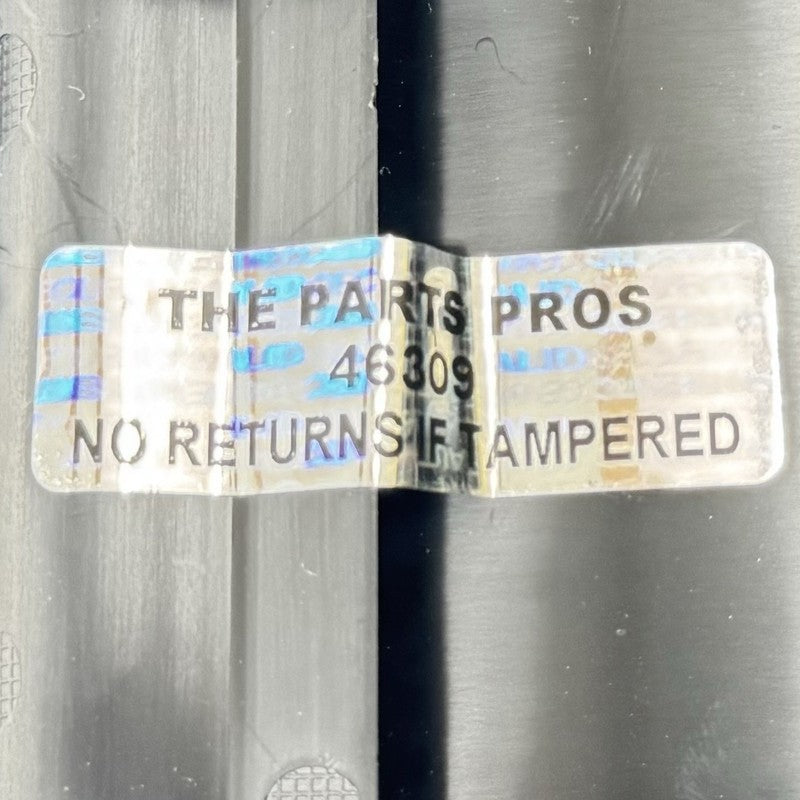 THE PARTS PROS
46309
NO RETURNS IF TAMPERED